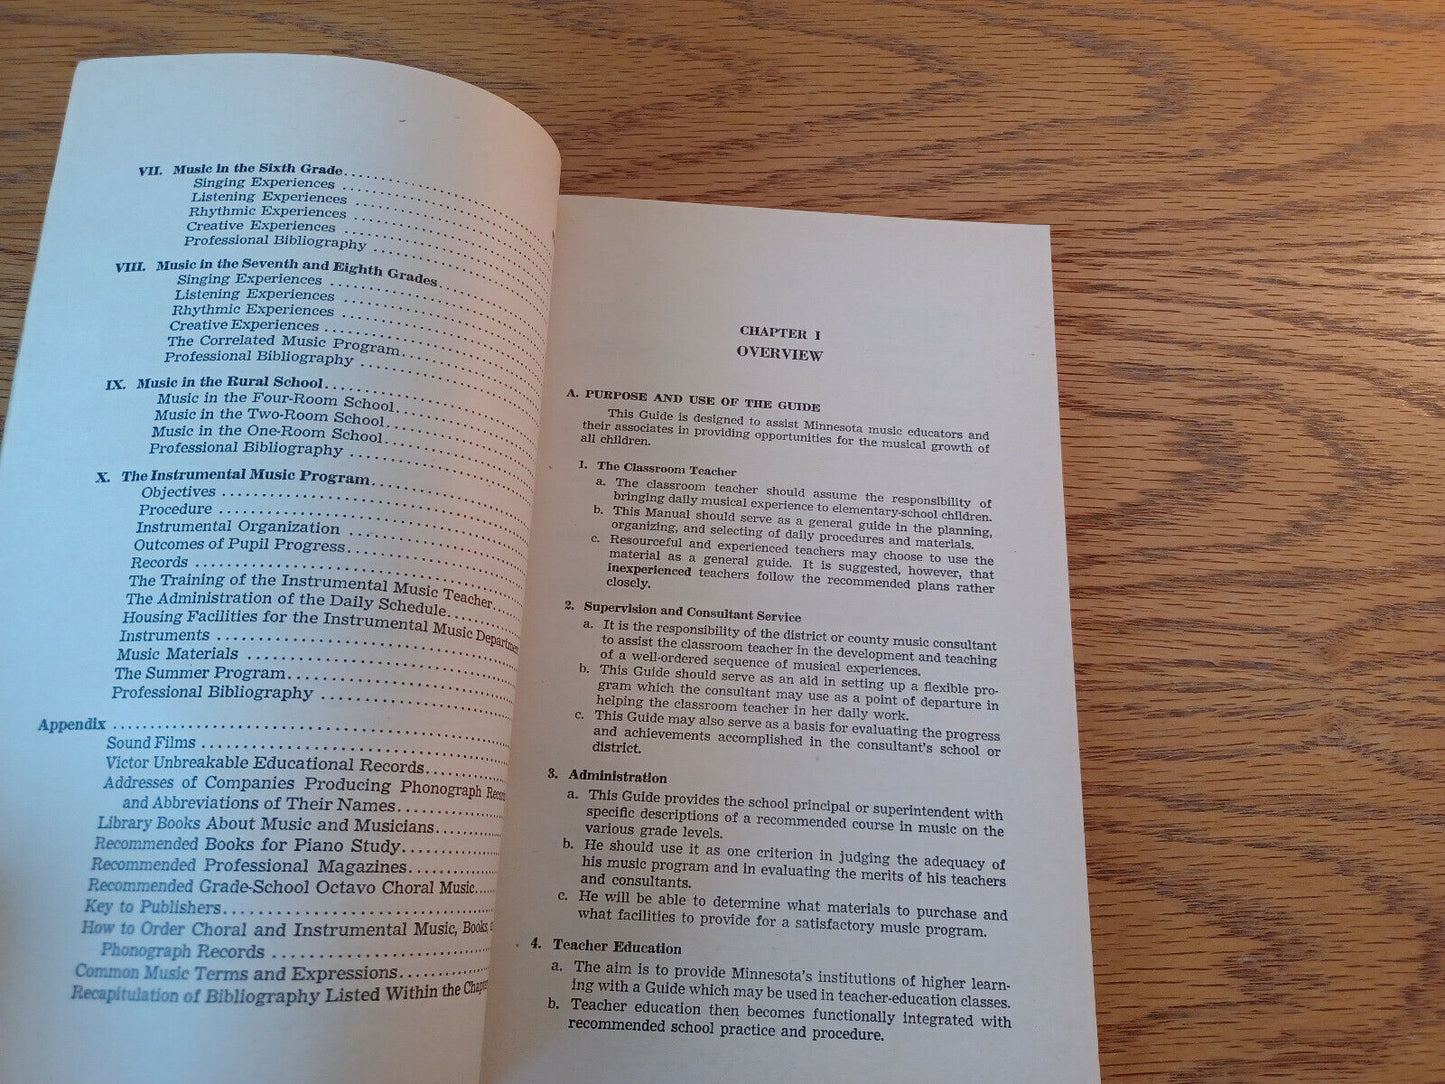 VII. Music in the Sixth Grade....................
Singing Experiences ....................
Listening Experiences ....................
Rhythmic Experiences ....................
Creative Experiences ....................
Professional Bibliography ....................
VIII. Music in the Seventh and Eighth Grades....................
Singing Experiences ....................
Listening Experiences ....................
Rhythmic Experiences ....................
Creative Experiences ....................
The Correlated Music Program....................
Professional Bibliography ....................
IX. Music in the Rural School....................
Music in the Four-Room School....................
Music in the Two-Room School....................
Music in the One-Room School....................
Professional Bibliography ....................
X. The Instrumental Music Program....................
Objectives ....................
Procedure ....................
Instrumental Organization ....................
Outcomes of Pupil Progress....................
Records ....................
The Training of the Instrumental Music Teacher......
The Administration of the Daily Schedule..........
Housing Facilities for the Instrumental Music Department
Instruments ....................
Music Materials ....................
The Summer Program....................
Professional Bibliography ....................
Appendix ....................
Sound Films ....................
Victor Unbreakable Educational Records..........
Addresses of Companies Producing Phonograph
and Abbreviations of Their Names..........
Library Books About Music and Musicians..........
Recommended Books for Piano Study..........
Recommended Professional Magazines..........
Recommended Grade-School Octavo Choral Music.....
Key to Publishers....................
How to Order Choral and Instrumental Music, Books,
Phonograph Records ....................
Common Music Terms and Expressions..........
Recapitulation of Bibliography Listed Within the
CHAPTER I
OVERVIEW
A. PURPOSE AND USE OF THE GUIDE
This Guide is designed to assist Minnesota music educators and
their associates in providing opportunities for the musical growth of
all children.
1. The Classroom Teacher
a. The classroom teacher should assume the responsibility of
bringing daily musical experience to elementary-school children.
b. This Manual should serve as a general guide in the planning,
organizing, and selecting of daily procedures and materials.
c. Resourceful and experienced teachers may choose to use the
material as a general guide. It is suggested, however, that
inexperienced teachers follow the recommended plans rather
closely.
2. Supervision and Consultant Service
a. It is the responsibility of the district or county music consultant
to assist the classroom teacher in the development and teaching
of a well-ordered sequence of musical experiences.
b. This Guide should serve as an aid in setting up a flexible pro-
gram which the consultant may use as a point of departure in
helping the classroom teacher in her daily work.
c. This Guide may also serve as a basis for evaluating the progress
and achievements accomplished in the consultant's school or
district.
3. Administration
a. This Guide provides the school principal or superintendent with
specific descriptions of a recommended course in music on the
various grade levels.
b. He should use it as one criterion in judging the adequacy of
his music program and in evaluating the merits of his teachers
and consultants.
c. He will be able to determine what materials to purchase and
what facilities to provide for a satisfactory music program.
4. Teacher Education
a. The aim is to provide Minnesota's institutions of higher learn-
ing with a Guide which may be used in teacher-education classes.
b. Teacher education then becomes functionally integrated with
recommended school practice and procedure.